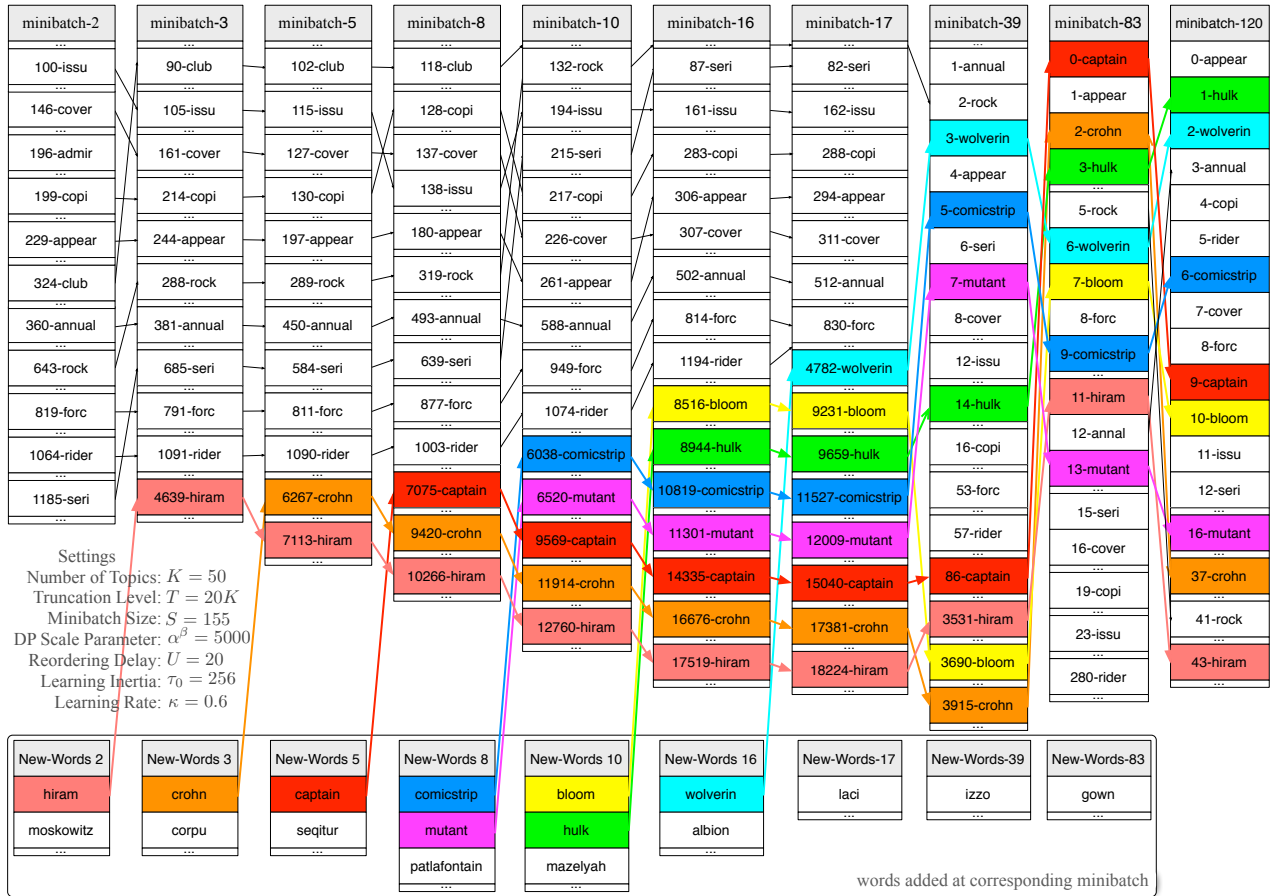 minibatch-2
...
100-issu
...
146-cover
...
196-admir
...
199-copi
...
229-appear
...
324-club
...
360-annual
...
643-rock
...
819-forc
...
1064-rider
...
1185-seri
...
minibatch-3
...
90-club
...
105-issu
...
161-cover
...
214-copi
...
244-appear
...
288-rock
...
381-annual
...
685-seri
...
791-forc
...
1091-rider
...
4639-hiram
...
minibatch-5
...
102-club
...
115-issu
...
127-cover
...
130-copi
...
197-appear
...
289-rock
...
450-annual
...
584-seri
...
811-forc
...
1090-rider
...
6267-crohn
...
7113-hiram
...
minibatch-8
...
118-club
...
128-copi
...
137-cover
138-issu
...
180-appear
...
319-rock
...
493-annual
...
639-seri
...
877-forc
...
1003-rider
...
7075-captain
...
9420-crohn
...
10266-hiram
...
minibatch-10
...
132-rock
...
194-issu
...
215-seri
...
217-copi
...
226-cover
...
261-appear
...
588-annual
...
949-forc
...
1074-rider
...
6038-comicstrip
...
6520-mutant
...
9569-captain
...
11914-crohn
...
12760-hiram
...
minibatch-16
...
87-seri
...
161-issu
...
283-copi
...
306-appear
307-cover
...
502-annual
...
814-forc
...
1194-rider
...
8516-bloom
...
8944-hulk
...
10819-comicstrip
...
11301-mutant
...
14335-captain
...
16676-crohn
...
17519-hiram
...
minibatch-17
...
82-seri
...
162-issu
...
288-copi
...
294-appear
...
311-cover
...
512-annual
...
830-forc
...
4782-wolverin
...
9231-bloom
...
9659-hulk
...
11527-comicstrip
...
12009-mutant
...
15040-captain
...
17381-crohn
...
18224-hiram
...
minibatch-39
...
1-annual
2-rock
3-wolverin
4-appear
5-comicstrip
6-seri
7-mutant
8-cover
...
12-issu
...
14-hulk
...
16-copi
...
53-forc
...
57-rider
...
86-captain
...
3531-hiram
...
3690-bloom
...
3915-crohn
...
minibatch-83
0-captain
1-appear
2-crohn
3-hulk
...
5-rock
6-wolverin
7-bloom
8-forc
9-comicstrip
...
11-hiram
12-annal
13-mutant
...
15-seri
16-cover
...
19-copi
...
23-issu
...
280-rider
...
minibatch-120
0-appear
1-hulk
2-wolverin
3-annual
4-copi
5-rider
6-comicstrip
7-cover
8-forc
9-captain
10-bloom
11-issu
12-seri
...
16-mutant
...
37-crohn
...
41-rock
...
43-hiram
...
Settings
Number of Topics: K = 50
Truncation Level: T = 20K
Minibatch Size: S = 155
DP Scale Parameter: α^β = 5000
Reordering Delay: U = 20
Learning Inertia: τ₀ = 256
Learning Rate: κ = 0.6
New-Words 2
hiram
moskowitz
...
New-Words 3
crohn
corpu
...
New-Words 5
captain
seqitur
...
New-Words 8
comicstrip
mutant
patlafontain
...
New-Words 10
bloom
hulk
mazelyah
...
New-Words 16
wolverin
albion
...
New-Words-17
laci
...
New-Words-39
izzo
...
New-Words-83
gown
...
words added at corresponding minibatch